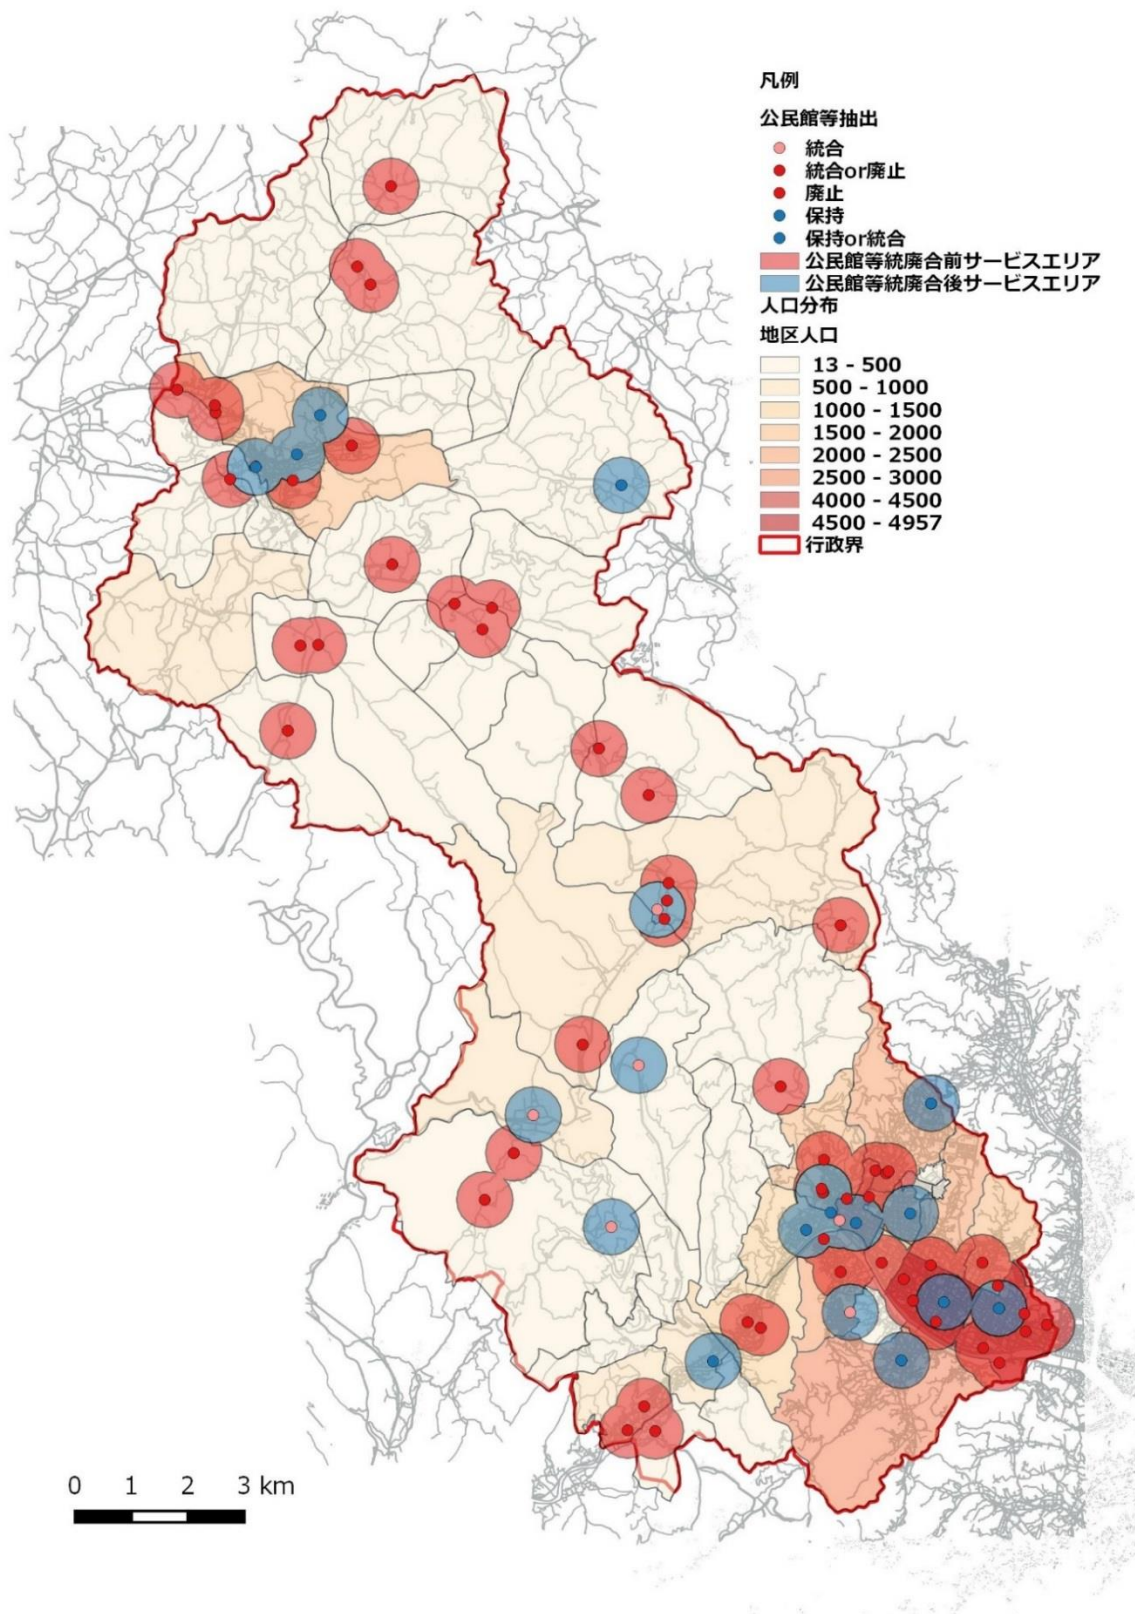 凡例
公民館等抽出
統合
統合or廃止
廃止
保持
保持or統合
公民館等統廃合前サービスエリア
公民館等統廃合後サービスエリア
人口分布
地区人口
13 - 500
500 - 1000
1000 - 1500
1500 - 2000
2000 - 2500
2500 - 3000
4000 - 4500
4500 - 4957
行政界
0 1 2 3 km